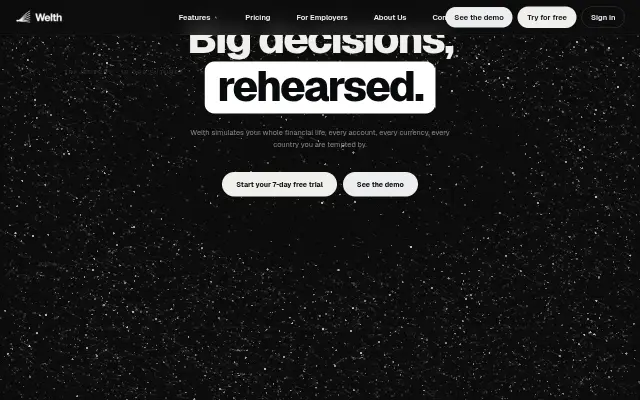 Welth
Features
Pricing
For Employers
About Us
Con
See the demo
Try for free
Sign in
Big decisions,
rehearsed.
Welth simulates your whole financial life, every account, every currency, every
country you are tempted by.
Start your 7-day free trial
See the demo